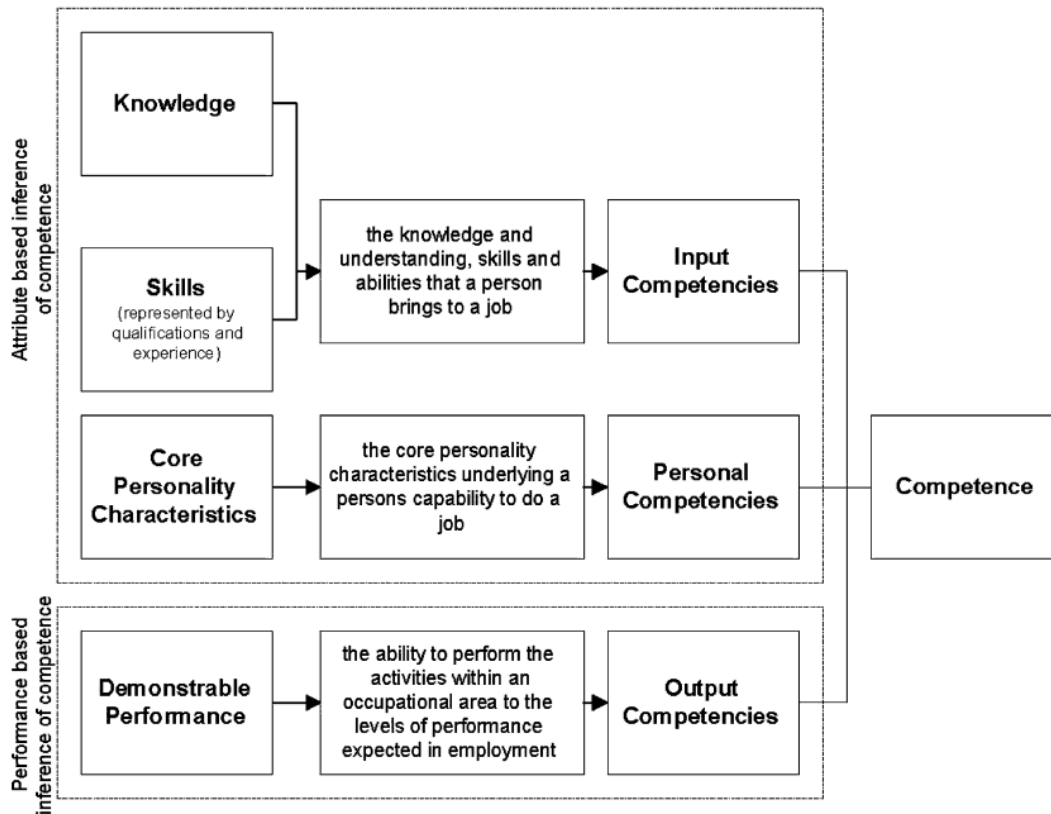 Attribute based inference
of competence
Knowledge
Skills
(represented by
qualifications and
experience)
the knowledge and
understanding, skills and
abilities that a person
brings to a job
Input
Competencies
Core
Personality
Characteristics
the core personality
characteristics underlying a
persons capability to do a
job
Personal
Competencies
Competence
Performance based
inference of competence
Demonstrable
Performance
the ability to perform the
activities within an
occupational area to the
levels of performance
expected in employment
Output
Competencies